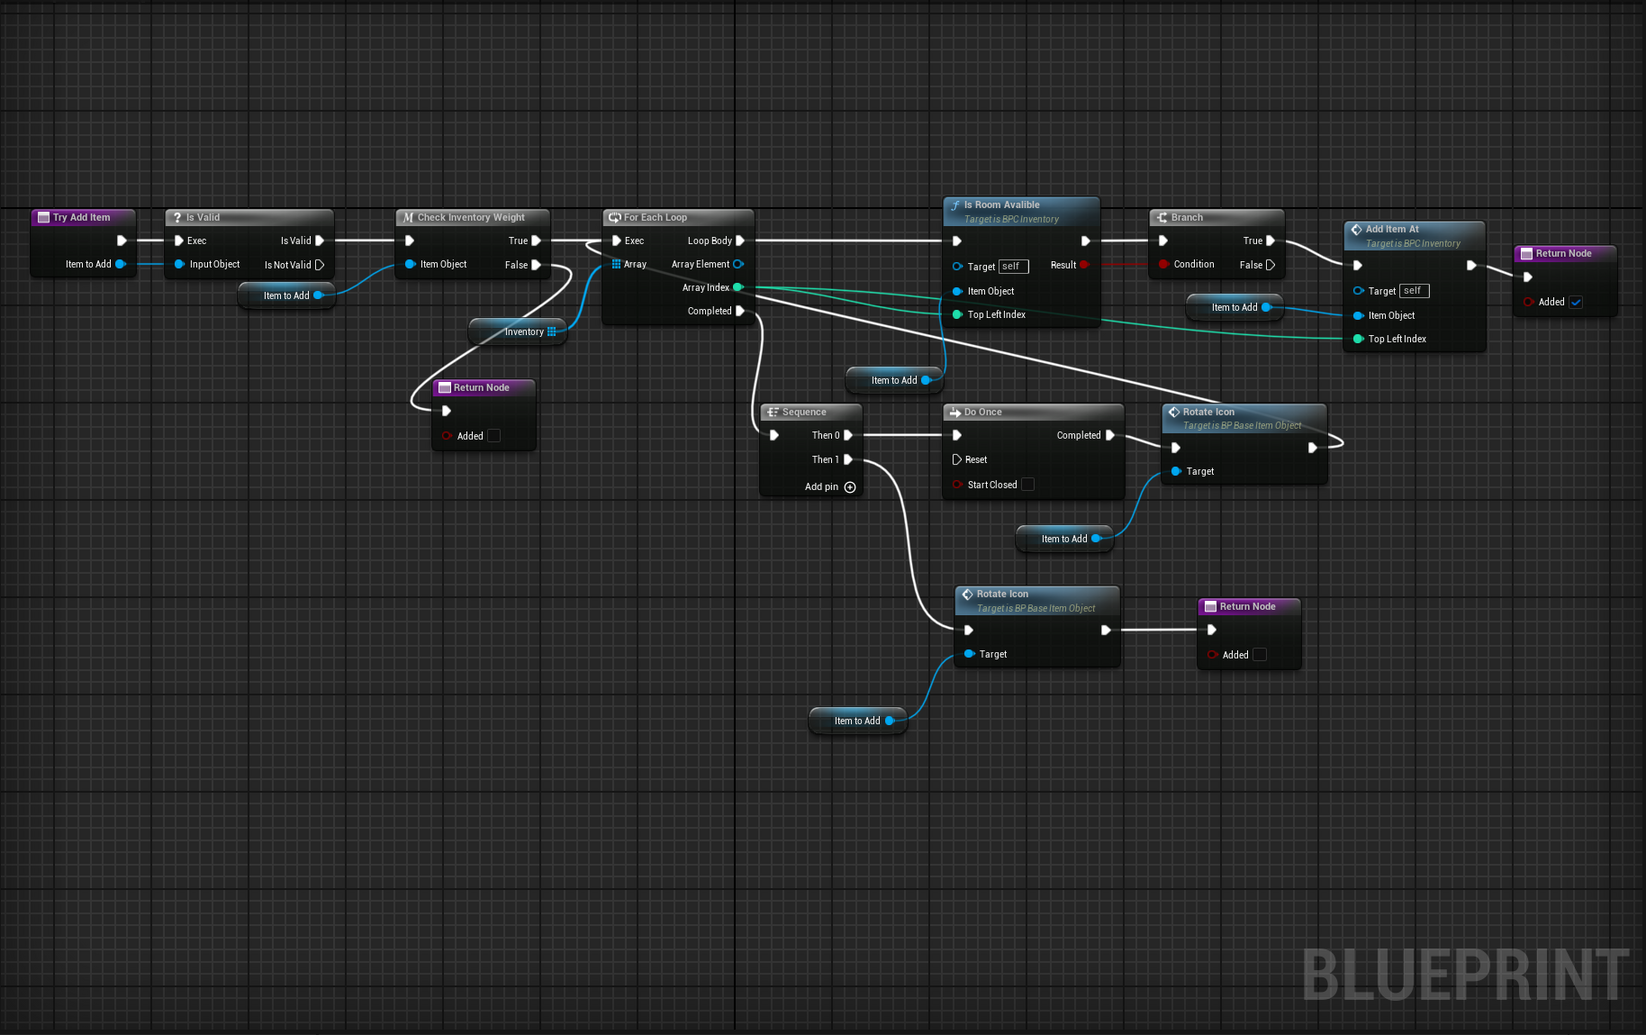 Try Add Item
Item to Add
? Is Valid
Exec
Is Valid
Input Object
Is Not Valid
Item to Add
M Check Inventory Weight
True
Item Object
False
Inventory
Return Node
Added
For Each Loop
Exec
Loop Body
Array
Array Element
Array Index
Completed
f Is Room Avalible
Target is BPC Inventory
Target self
Result
Item Object
Top Left Index
Item to Add
Branch
True
Condition
False
Item to Add
Add Item At
Target is BPC Inventory
Target self
Item Object
Top Left Index
Return Node
Added
Sequence
Then 0
Then 1
Add pin
Do Once
Completed
Reset
Start Closed
Rotate Icon
Target is BP Base Item Object
Target
Item to Add
Rotate Icon
Target is BP Base Item Object
Target
Item to Add
Return Node
Added
BLUEPRINT